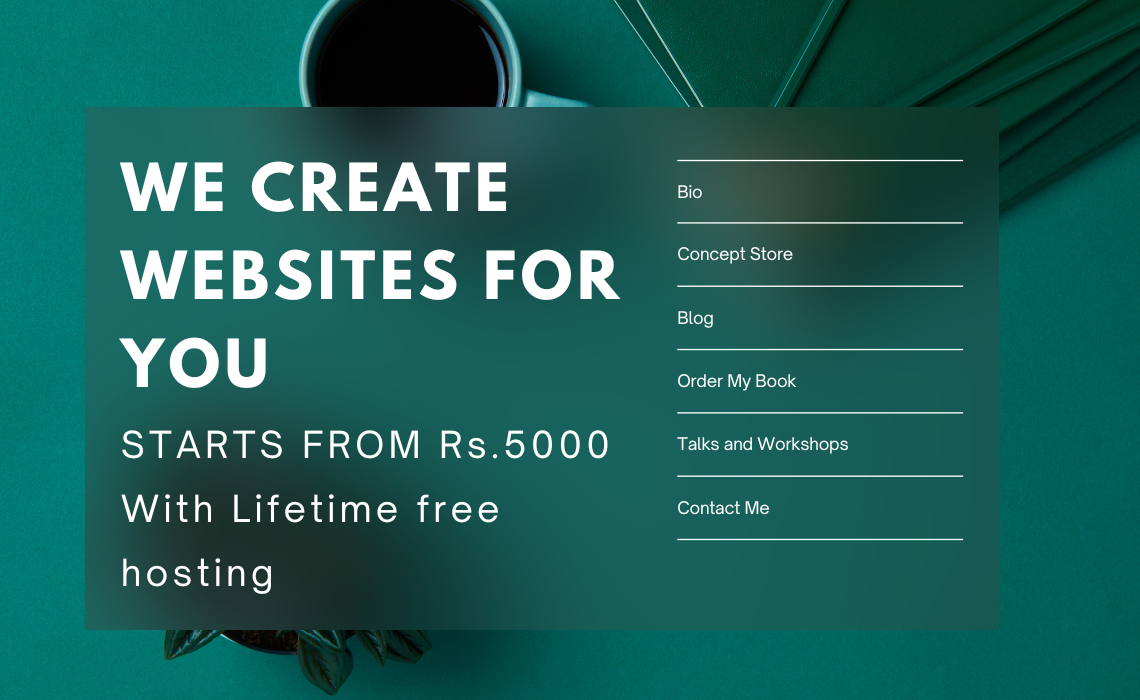 WE CREATE
WEBSITES FOR
YOU
STARTS FROM Rs.5000
With Lifetime free
hosting
Bio
Concept Store
Blog
Order My Book
Talks and Workshops
Contact Me